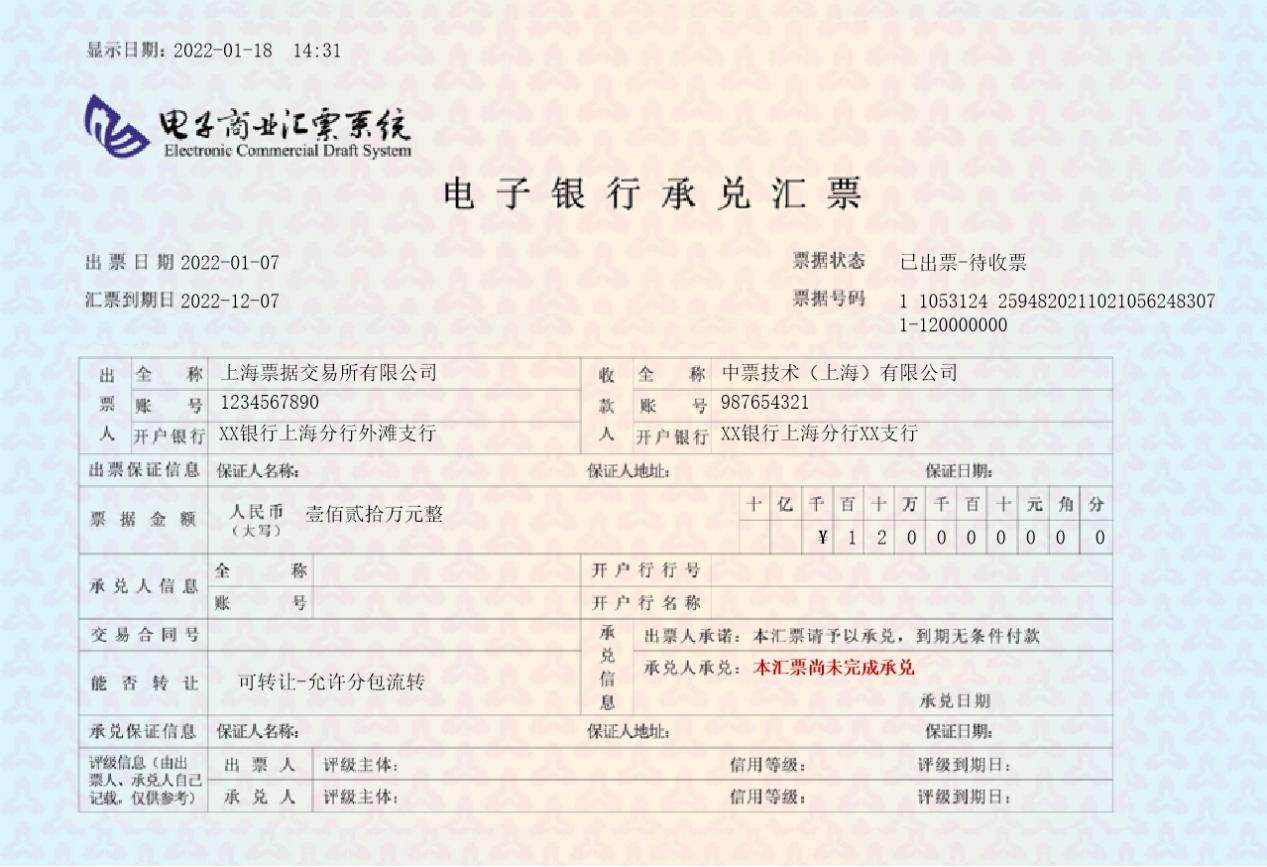 显示日期: 2022-01-18 14:31
电子商业汇票系统
Electronic Commercial Draft System
电子银行承兑汇票
出票日期 2022-01-07
票据状态 已出票-待收票
汇票到期日 2022-12-07
票据号码 1 1053124 2594820211021056248307
1-120000000
出票人 全称 上海票据交易所有限公司 收款人 全称 中票技术（上海）有限公司
账号 1234567890 账号 987654321
开户银行 XX银行上海分行外滩支行 开户银行 XX银行上海分行XX支行
出票保证信息 保证人名称: 保证人地址: 保证日期:
票据金额 人民币（大写） 壹佰贰拾万元整 十 亿 千 百 十 万 千 百 十 元 角 分
¥ 1 2 0 0 0 0 0 0 0
承兑人信息 全称 开户行行号
账号 开户行名称
交易合同号 承兑信息 出票人承诺: 本汇票请予以承兑，到期无条件付款
能否转让 可转让-允许分包流转 承兑人承兑: 本汇票尚未完成承兑
承兑日期
承兑保证信息 保证人名称: 保证人地址: 保证日期:
评级信息（由出票人、承兑人自己记载，仅供参考） 出票人 评级主体: 信用等级: 评级到期日:
承兑人 评级主体: 信用等级: 评级到期日: